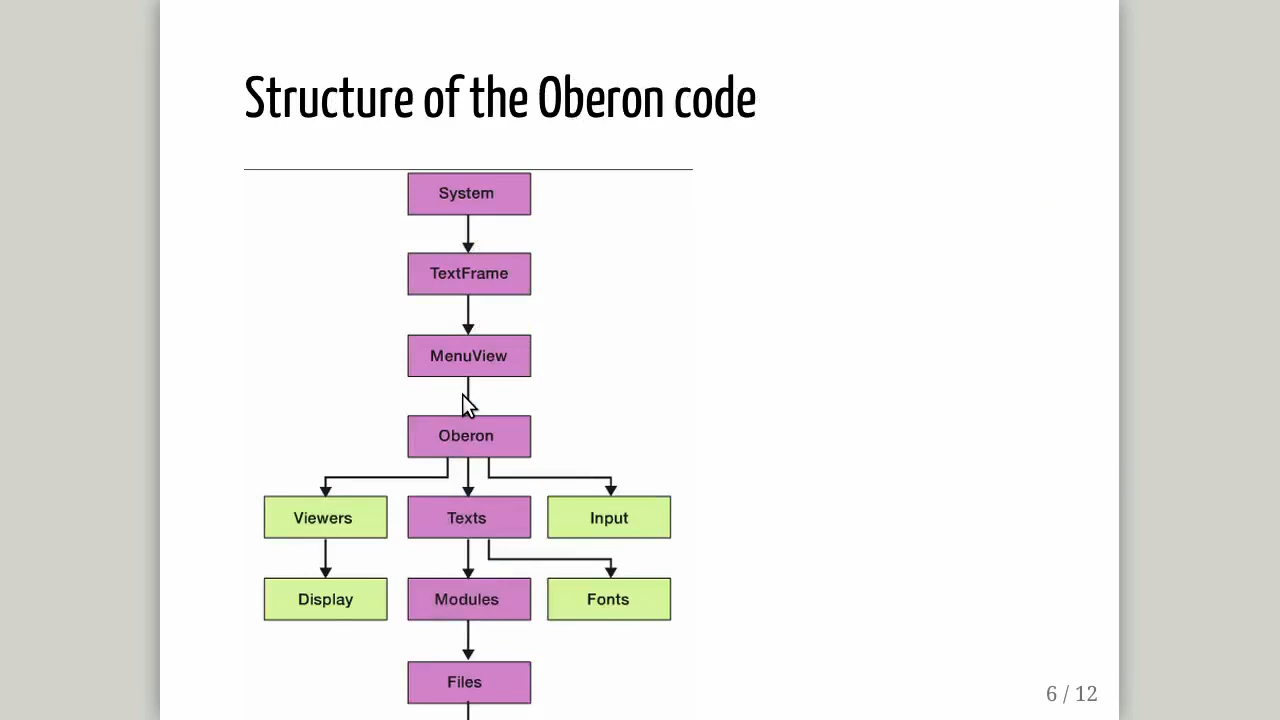 Structure of the Oberon code
System
TextFrame
MenuView
Oberon
Viewers Texts Input
Display Modules Fonts
Files
6 / 12